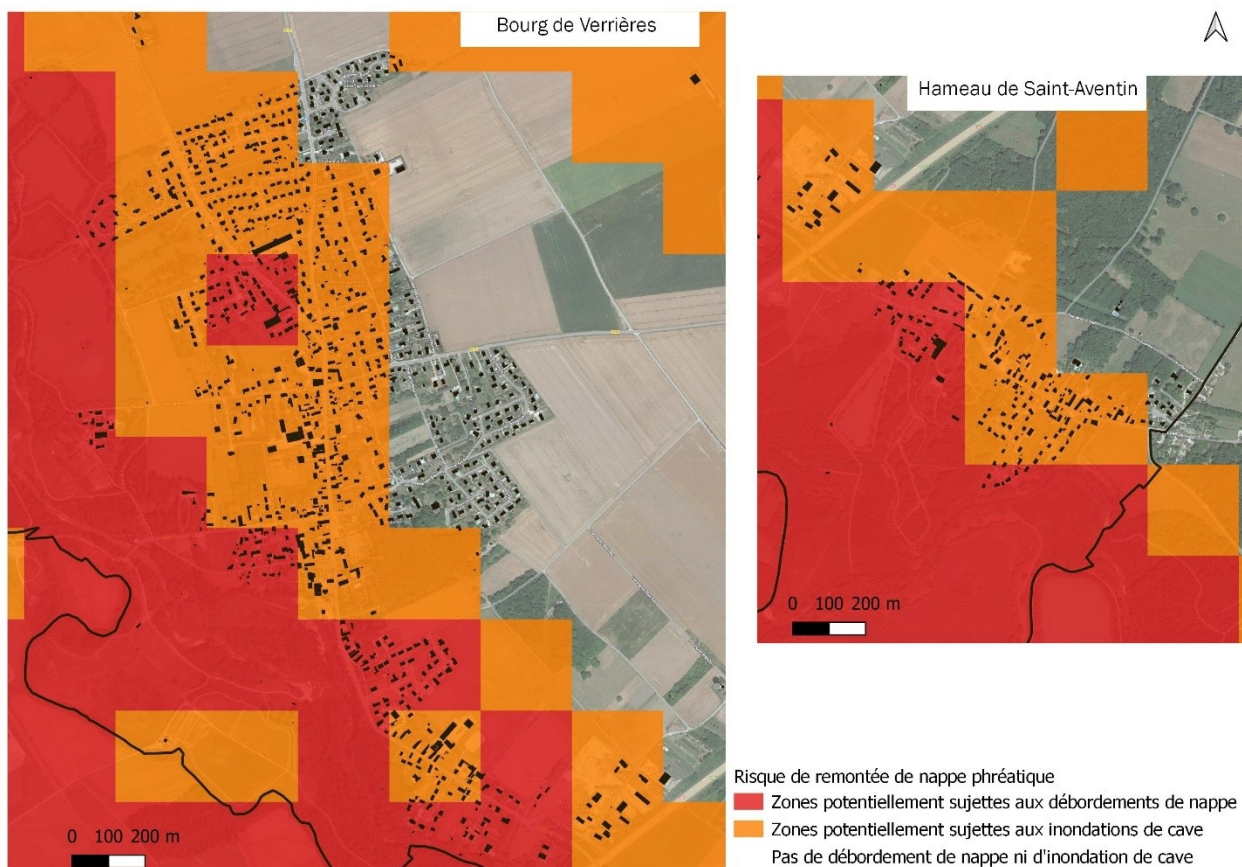 Bourg de Verrières
Hameau de Saint-Aventin
0 100 200 m
0 100 200 m
Risque de remontée de nappe phréatique
Zones potentiellement sujettes aux débordements de nappe
Zones potentiellement sujettes aux inondations de cave
Pas de débordement de nappe ni d'inondation de cave